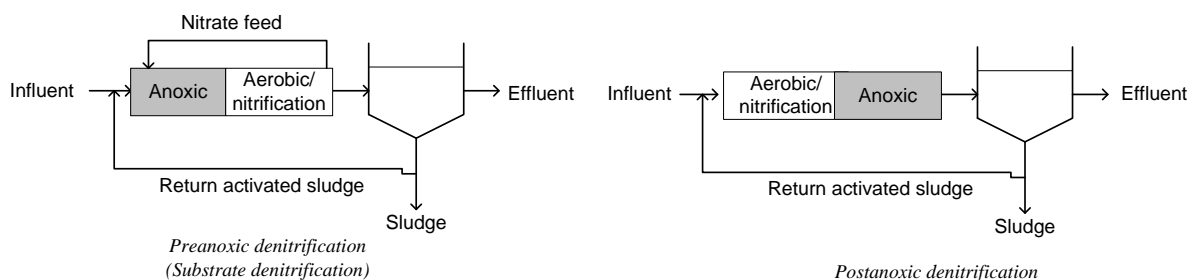 Nitrate feed
Influent
Anoxic
Aerobic/
nitrification
Effluent
Return activated sludge
Sludge
Preanoxic denitrification
(Substrate denitrification)
Influent
Aerobic/
nitrification
Anoxic
Effluent
Return activated sludge
Sludge
Postanoxic denitrification